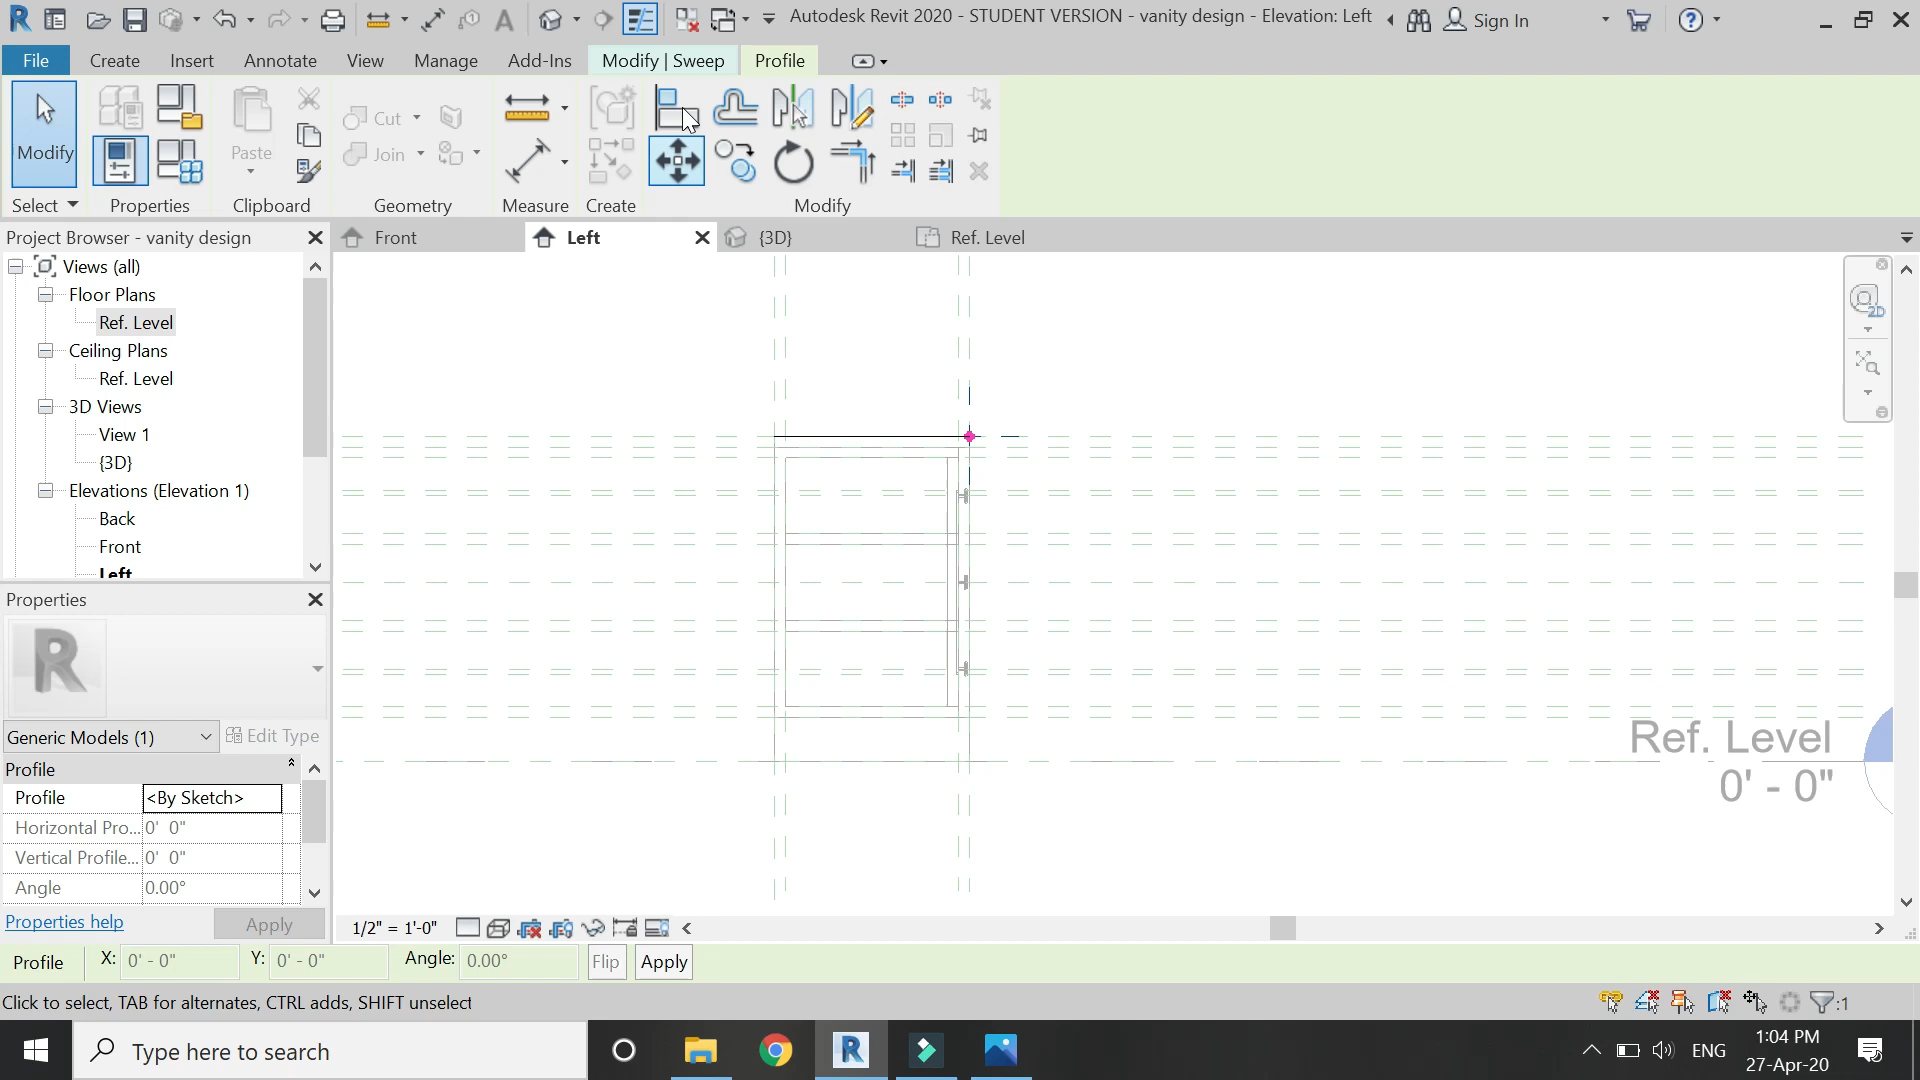 Autodesk Revit 2020 - STUDENT VERSION - vanity design - Elevation: Left
Sign In
File
Create
Insert
Annotate
View
Manage
Add-Ins
Modify | Sweep
Profile
Modify
Paste
Cut
Join
Select
Properties
Clipboard
Geometry
Measure
Create
Modify
Project Browser - vanity design
Front
Left
{3D}
Ref. Level
Views (all)
Floor Plans
Ref. Level
Ceiling Plans
Ref. Level
3D Views
View 1
{3D}
Elevations (Elevation 1)
Back
Front
Left
Properties
Generic Models (1)
Edit Type
Profile
Profile <By Sketch>
Horizontal Pro... 0' 0"
Vertical Profile... 0' 0"
Angle 0.00°
Properties help
Apply
Ref. Level
0' - 0"
1/2" = 1'-0"
2D
Profile X: 0' - 0" Y: 0' - 0" Angle: 0.00° Flip Apply
Click to select, TAB for alternates, CTRL adds, SHIFT unselect
:1
Type here to search
ENG
1:04 PM
27-Apr-20